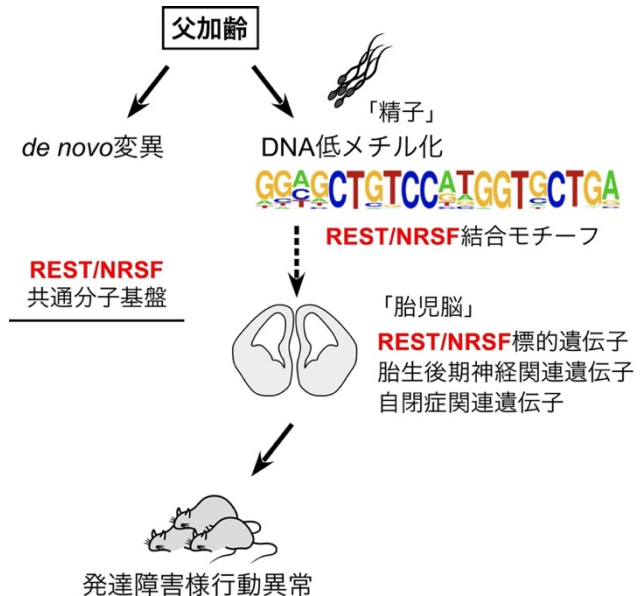 父加齢
「精子」
de novo変異
DNA低メチル化
GGAGCTGTCCATGGTGCTGA
REST/NRSF結合モチーフ
REST/NRSF
共通分子基盤
「胎児脳」
REST/NRSF標的遺伝子
胎生後期神経関連遺伝子
自閉症関連遺伝子
発達障害様行動異常